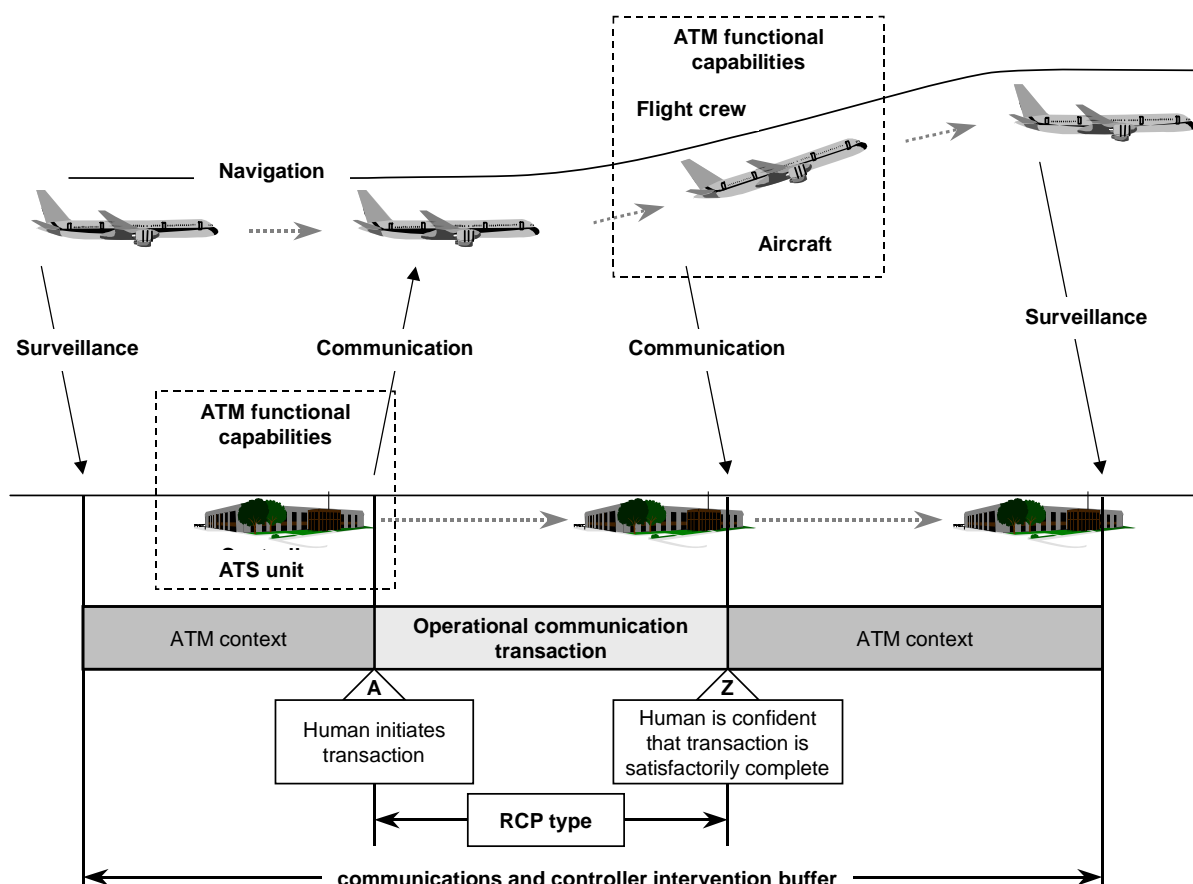 ATM functional
capabilities
Flight crew
Navigation
Aircraft
Surveillance
Communication
Communication
Surveillance
ATM functional
capabilities
ATS unit
ATM context
Operational communication
transaction
ATM context
A
Z
Human initiates
transaction
Human is confident
that transaction is
satisfactorily complete
RCP type
communications and controller intervention buffer